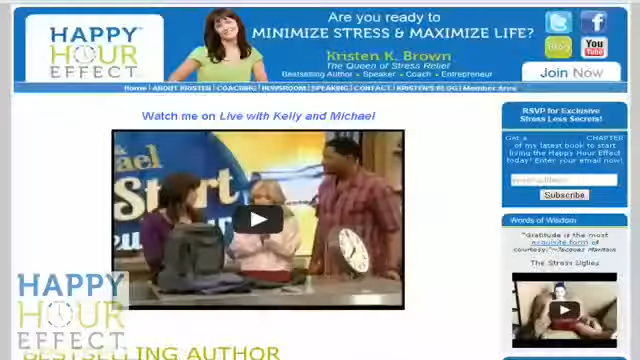 HAPPY
HOUR
EFFECT
Are you ready to
MINIMIZE STRESS & MAXIMIZE LIFE?
Kristen K. Brown
The Queen of Stress Relief
Bestselling Author • Speaker • Coach • Entrepreneur
Blog
You
Tube
Join Now
Home | ABOUT KRISTEN | COACHING | NEWSROOM | SPEAKING | CONTACT | KRISTEN'S BLOG | Member Area
Watch me on Live with Kelly and Michael
RSVP for Exclusive
Stress Less Secrets!
Get a CHAPTER
of my latest book to start
living the Happy Hour Effect
today! Enter your email now!
Subscribe
Words of Wisdom
"Gratitude is the most
exquisite form of
courtesy."~Jacques Maritain
The Stress Uglies
Start
HAPPY
HOUR
EFFECT
BESTSELLING AUTHOR